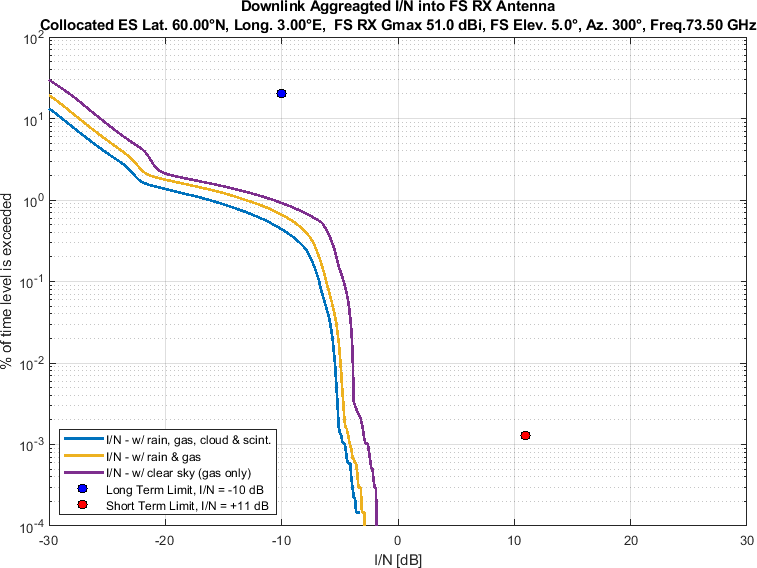 Downlink Aggreagted I/N into FS RX Antenna
Collocated ES Lat. 60.00°N, Long. 3.00°E,  FS RX Gmax 51.0 dBi, FS Elev. 5.0°, Az. 300°, Freq.73.50 GHz
% of time level is exceeded
10^2
10^1
10^0
10^-1
10^-2
10^-3
10^-4
I/N - w/ rain, gas, cloud & scint.
I/N - w/ rain & gas
I/N - w/ clear sky (gas only)
Long Term Limit, I/N = -10 dB
Short Term Limit, I/N = +11 dB
-30 -20 -10 0 10 20 30
I/N [dB]